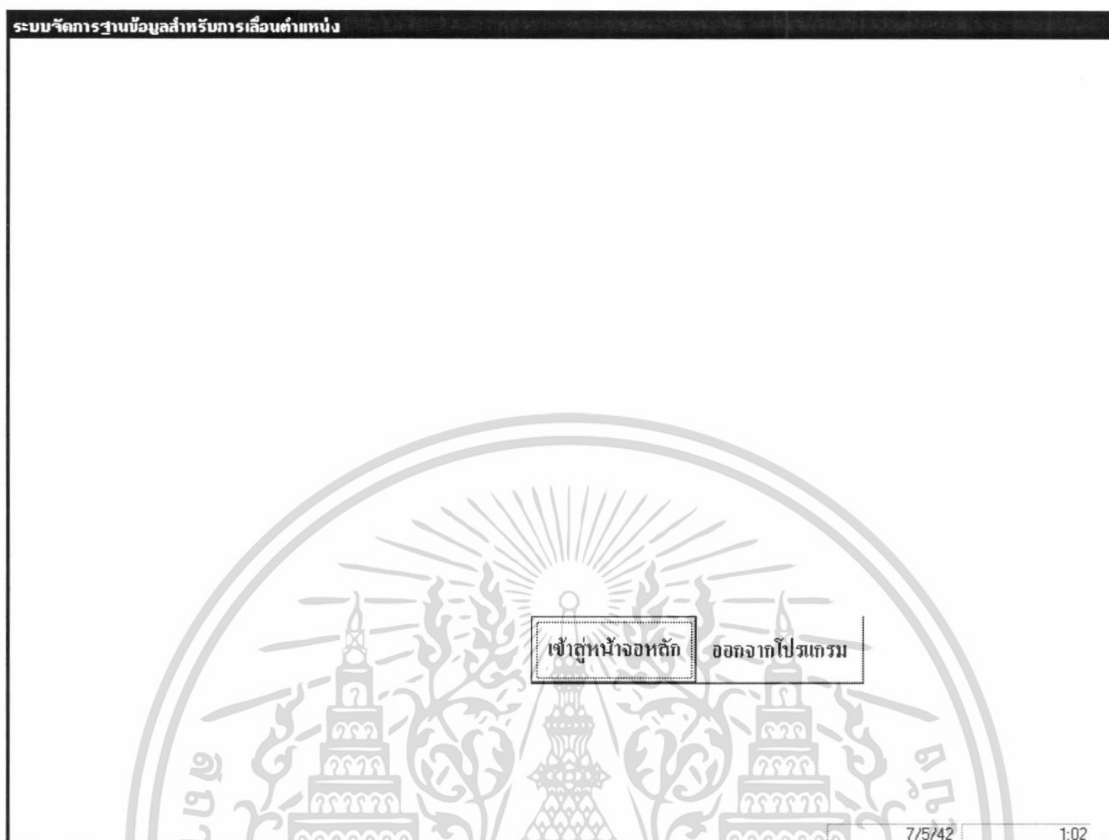 ระบบจัดการฐานข้อมูลสำหรับการเลื่อนตำแหน่ง
เข้าสู่หน้าจอหลัก ออกจากโปรแกรม
7/5/42 1:02